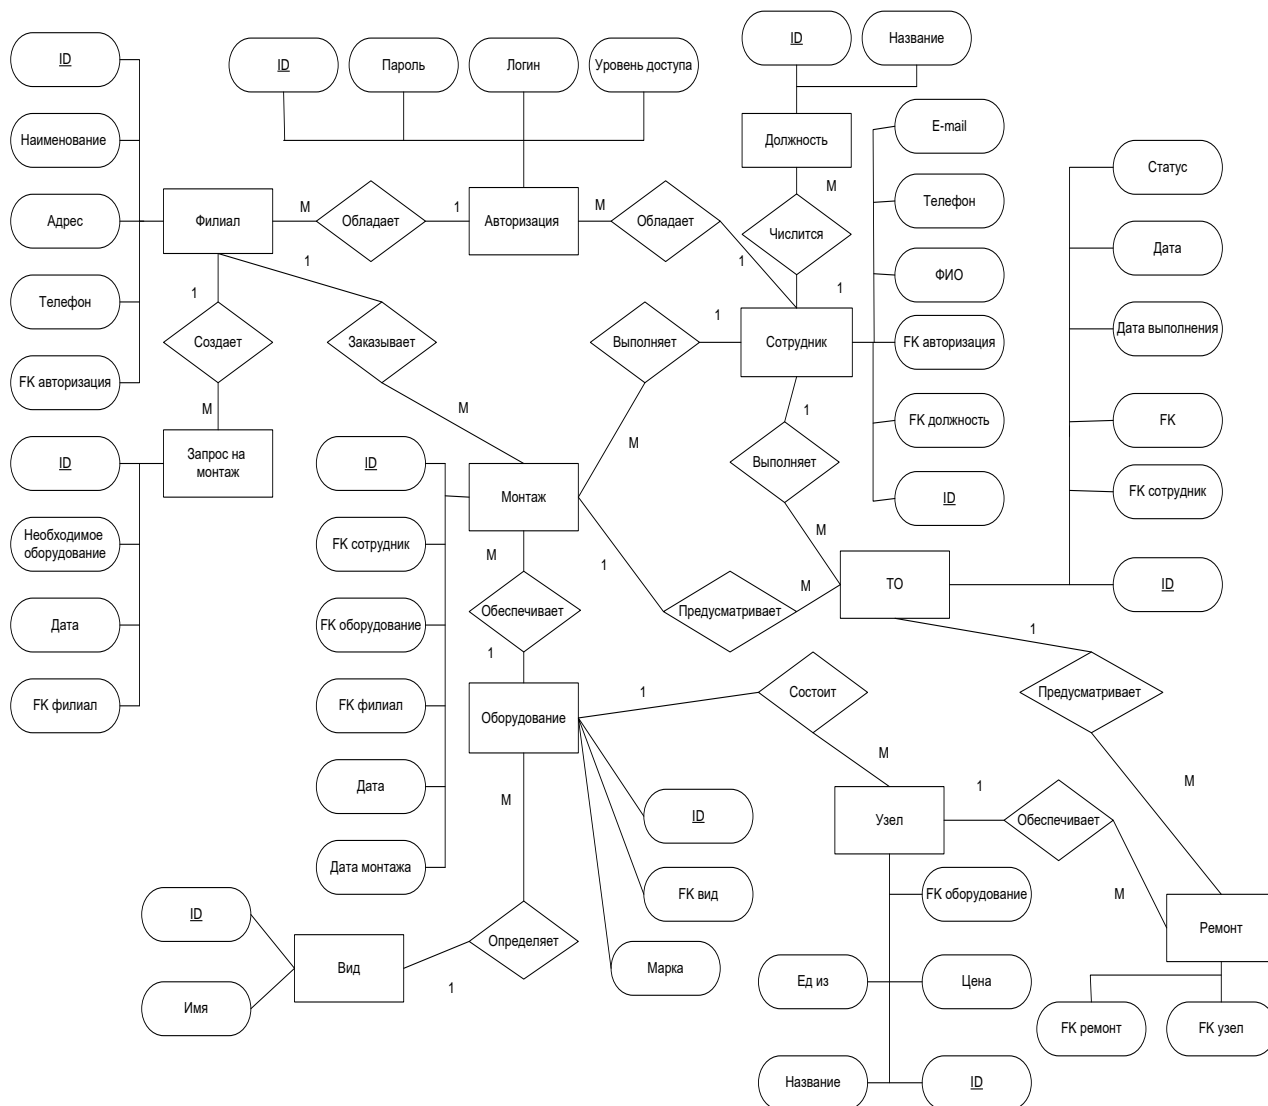 ID
Название
ID
ID
Пароль
Логин
Уровень доступа
E-mail
Наименование
Должность
Статус
М
Телефон
Адрес
Филиал
М
Обладает
1
Авторизация
М
Обладает
Числится
Дата
1
1
ФИО
1
1
Телефон
Создает
Заказывает
Выполняет
1
Сотрудник
FK авторизация
Дата выполнения
FK авторизация
М
М
1
FK должность
FK
М
ID
Запрос на
монтаж
ID
Выполняет
FK сотрудник
Монтаж
ID
Необходимое
оборудование
FK сотрудник
М
1
М
ТО
ID
М
Дата
FK оборудование
Обеспечивает
Предусматривает
1
1
FK филиал
FK филиал
Оборудование
1
Состоит
Предусматривает
М
Дата
М
1
М
ID
Узел
Обеспечивает
Дата монтажа
М
ID
FK вид
FK оборудование
Ремонт
Определяет
Вид
Марка
1
Ед из
Цена
Имя
FK ремонт
FK узел
Название
ID